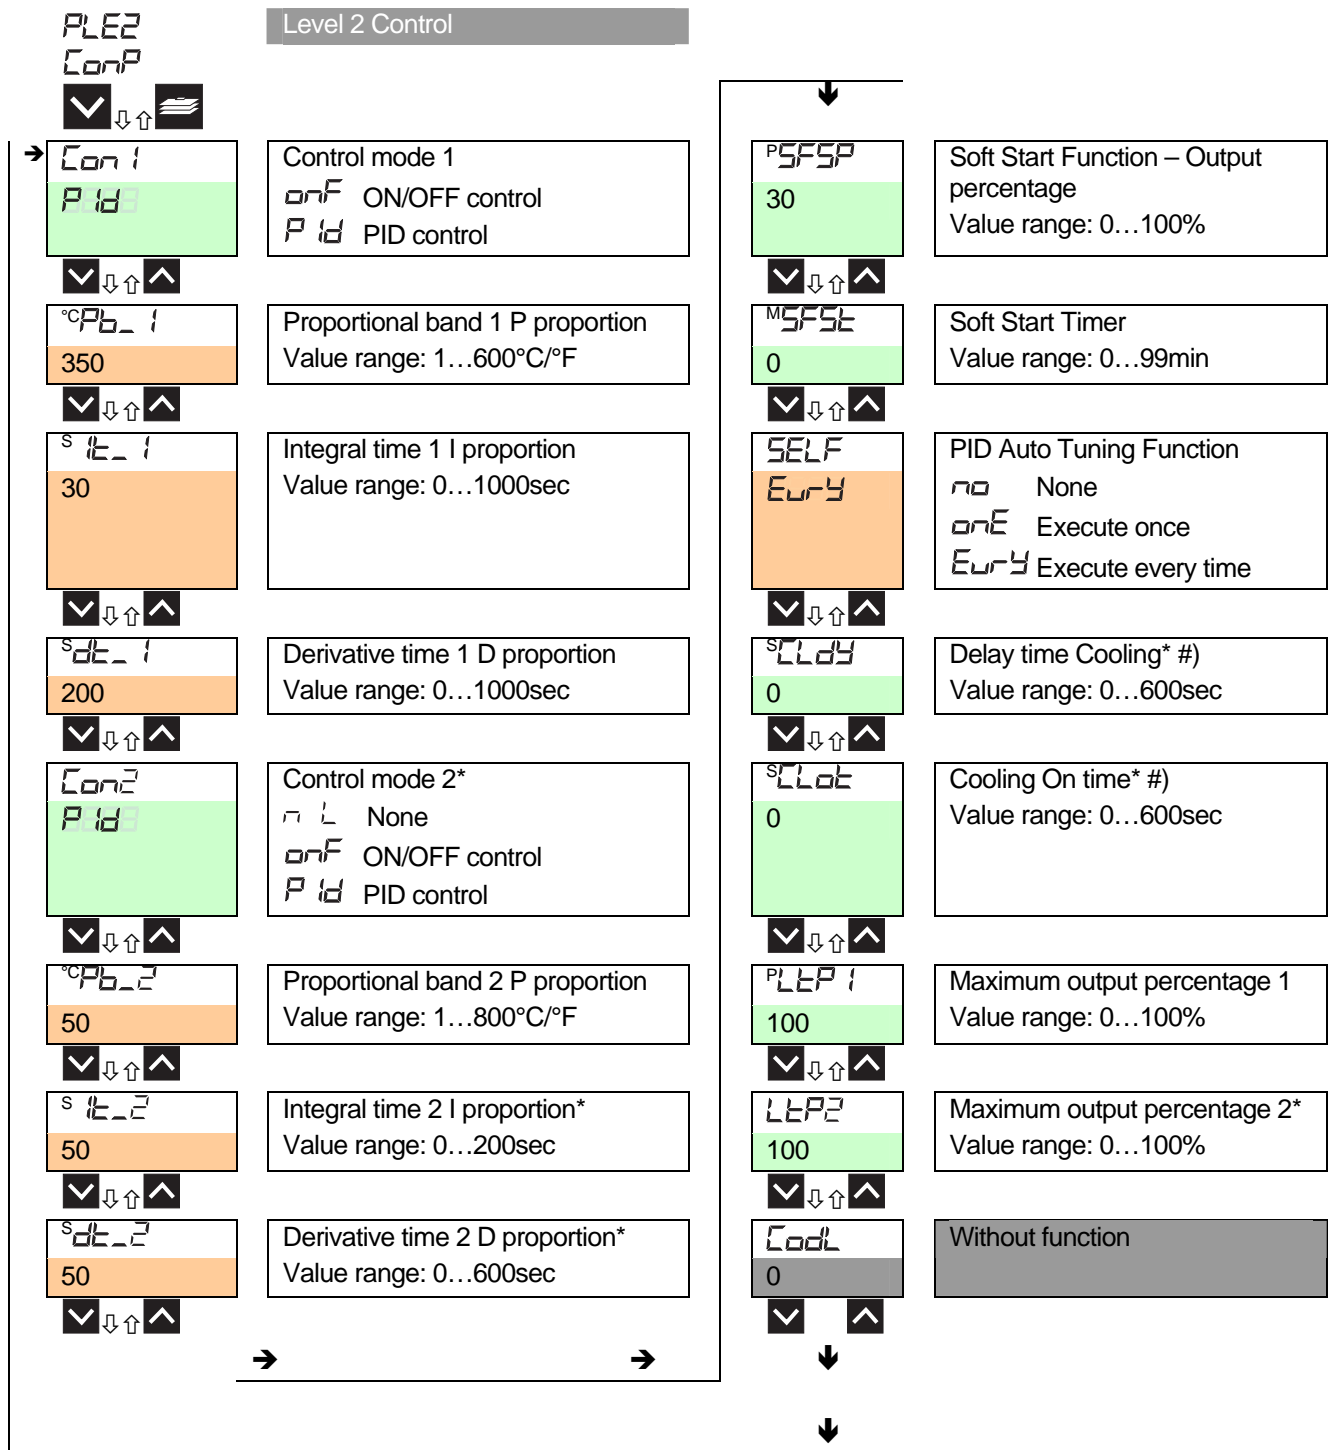 PLE2
Level 2 Control
ConP
Con1
PId
Control mode 1
onF ON/OFF control
PId PID control
°CPb_1
350
Proportional band 1 P proportion
Value range: 1…600°C/°F
S It_1
30
Integral time 1 I proportion
Value range: 0…1000sec
Sdt_1
200
Derivative time 1 D proportion
Value range: 0…1000sec
Con2
PId
Control mode 2*
n iL None
onF ON/OFF control
PId PID control
°CPb_2
50
Proportional band 2 P proportion
Value range: 1…800°C/°F
S It_2
50
Integral time 2 I proportion*
Value range: 0…200sec
Sdt_2
50
Derivative time 2 D proportion*
Value range: 0…600sec
PSFSP
30
Soft Start Function – Output
percentage
Value range: 0…100%
MSFSt
0
Soft Start Timer
Value range: 0…99min
SELF
EurY
PID Auto Tuning Function
no None
onE Execute once
EurY Execute every time
SCLdY
0
Delay time Cooling* #)
Value range: 0…600sec
SCLot
0
Cooling On time* #)
Value range: 0…600sec
PLtP1
100
Maximum output percentage 1
Value range: 0…100%
LtP2
100
Maximum output percentage 2*
Value range: 0…100%
CodL
0
Without function